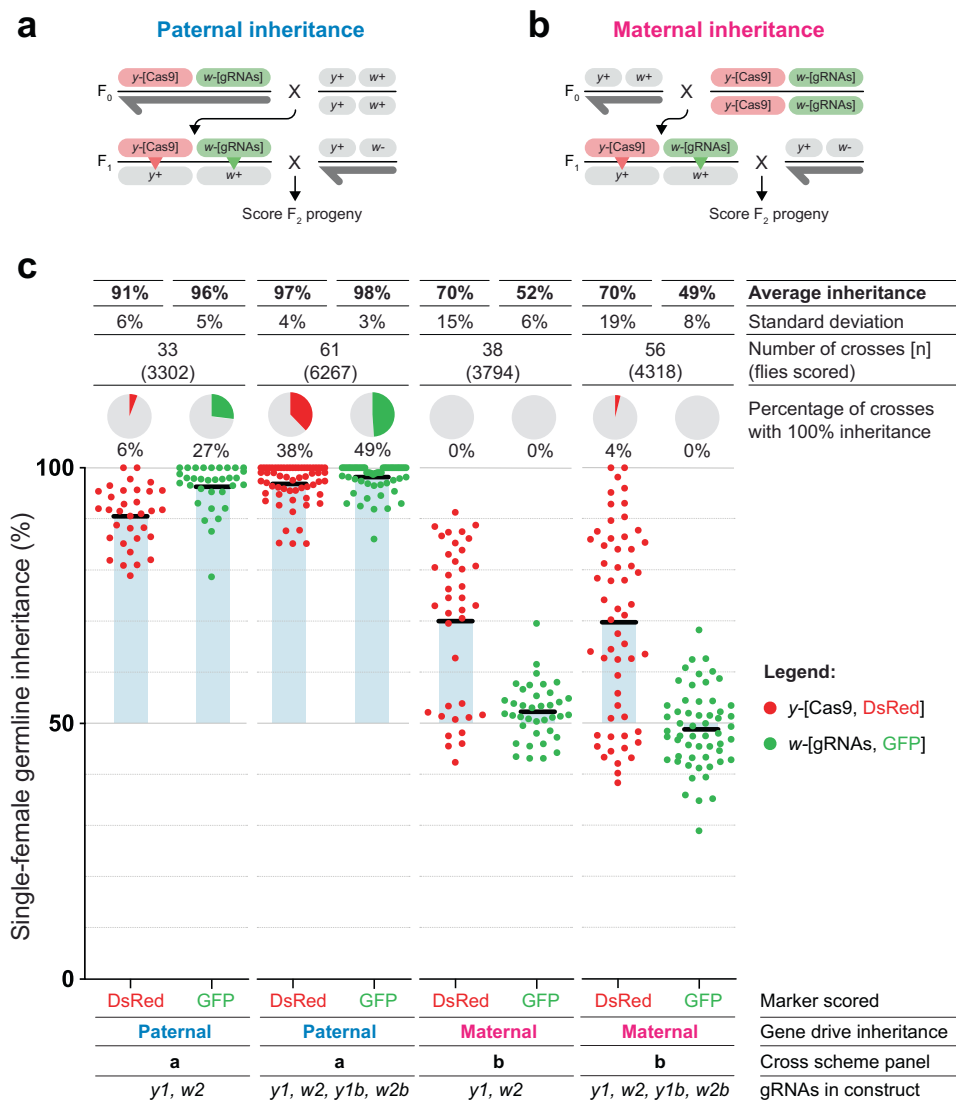 a
Paternal inheritance
y-[Cas9] w-[gRNAs] y+ w+
F0 X
y+ w+
y-[Cas9] w-[gRNAs] y+ w-
F1 X
y+ w+
Score F2 progeny
b
Maternal inheritance
y+ w+ y-[Cas9] w-[gRNAs]
F0 X
y-[Cas9] w-[gRNAs]
y-[Cas9] w-[gRNAs] y+ w-
F1 X
y+ w+
Score F2 progeny
c
91% 96% 97% 98% 70% 52% 70% 49% Average inheritance
6% 5% 4% 3% 15% 6% 19% 8% Standard deviation
33 61 38 56 Number of crosses [n]
(3302) (6267) (3794) (4318) (flies scored)
Percentage of crosses
with 100% inheritance
6% 27% 38% 49% 0% 0% 4% 0%
Single-female germline inheritance (%)
100
50
0
Legend:
y-[Cas9, DsRed]
w-[gRNAs, GFP]
DsRed GFP DsRed GFP DsRed GFP DsRed GFP Marker scored
Paternal Paternal Maternal Maternal Gene drive inheritance
a a b b Cross scheme panel
y1, w2 y1, w2, y1b, w2b y1, w2 y1, w2, y1b, w2b gRNAs in construct